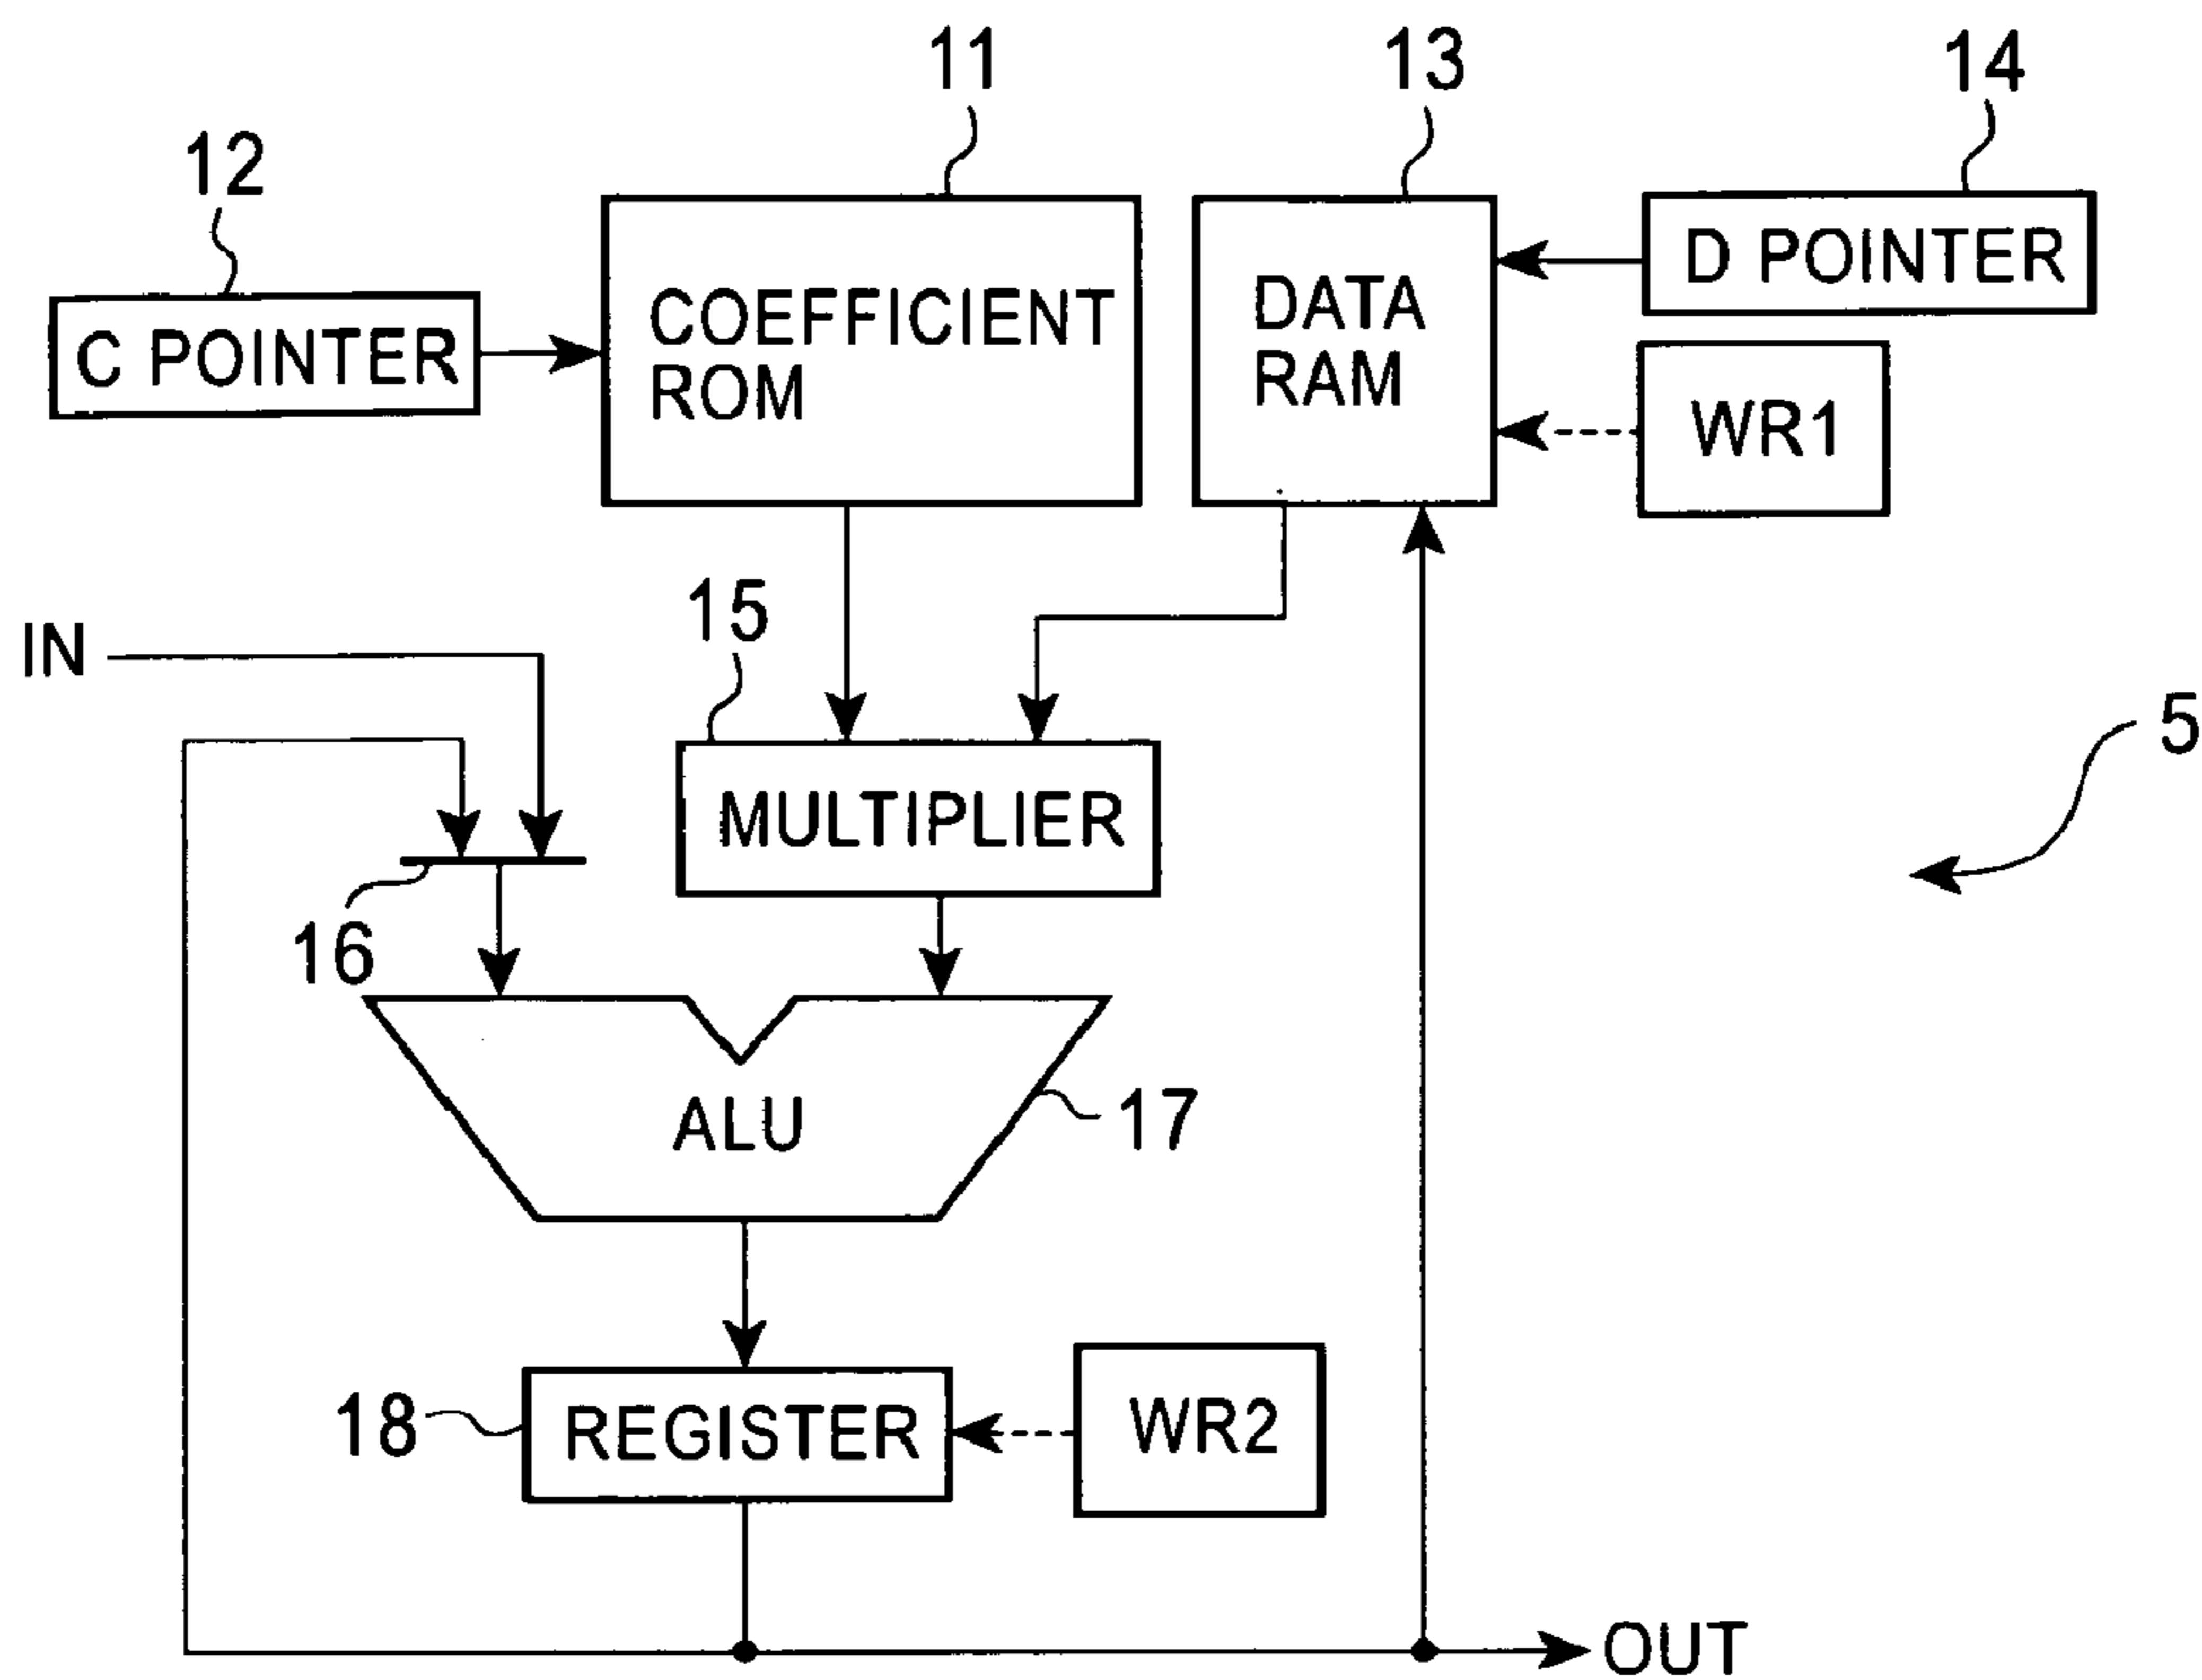 11
13
14
12
C POINTER
COEFFICIENT
ROM
DATA
RAM
D POINTER
WR1
IN
15
5
MULTIPLIER
16
ALU
17
18
REGISTER
WR2
OUT